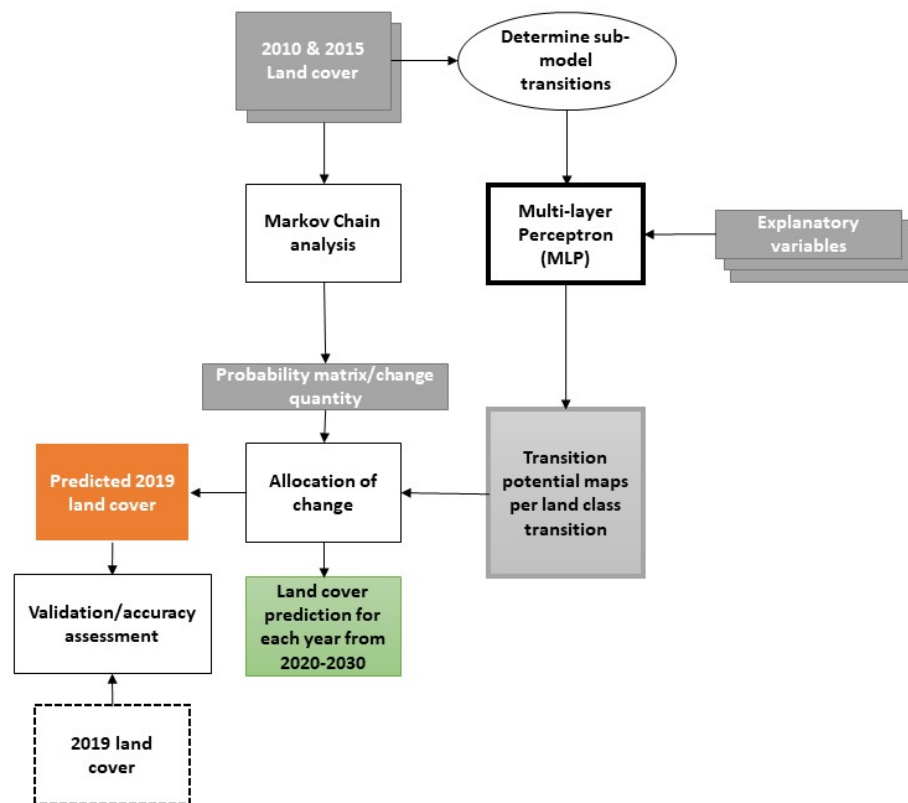 2010 & 2015
Land cover
Determine sub-
model
transitions
Markov Chain
analysis
Multi-layer
Perceptron
(MLP)
Explanatory
variables
Probability matrix/change
quantity
Predicted 2019
land cover
Allocation of
change
Transition
potential maps
per land class
transition
Validation/accuracy
assessment
Land cover
prediction for
each year from
2020-2030
2019 land
cover